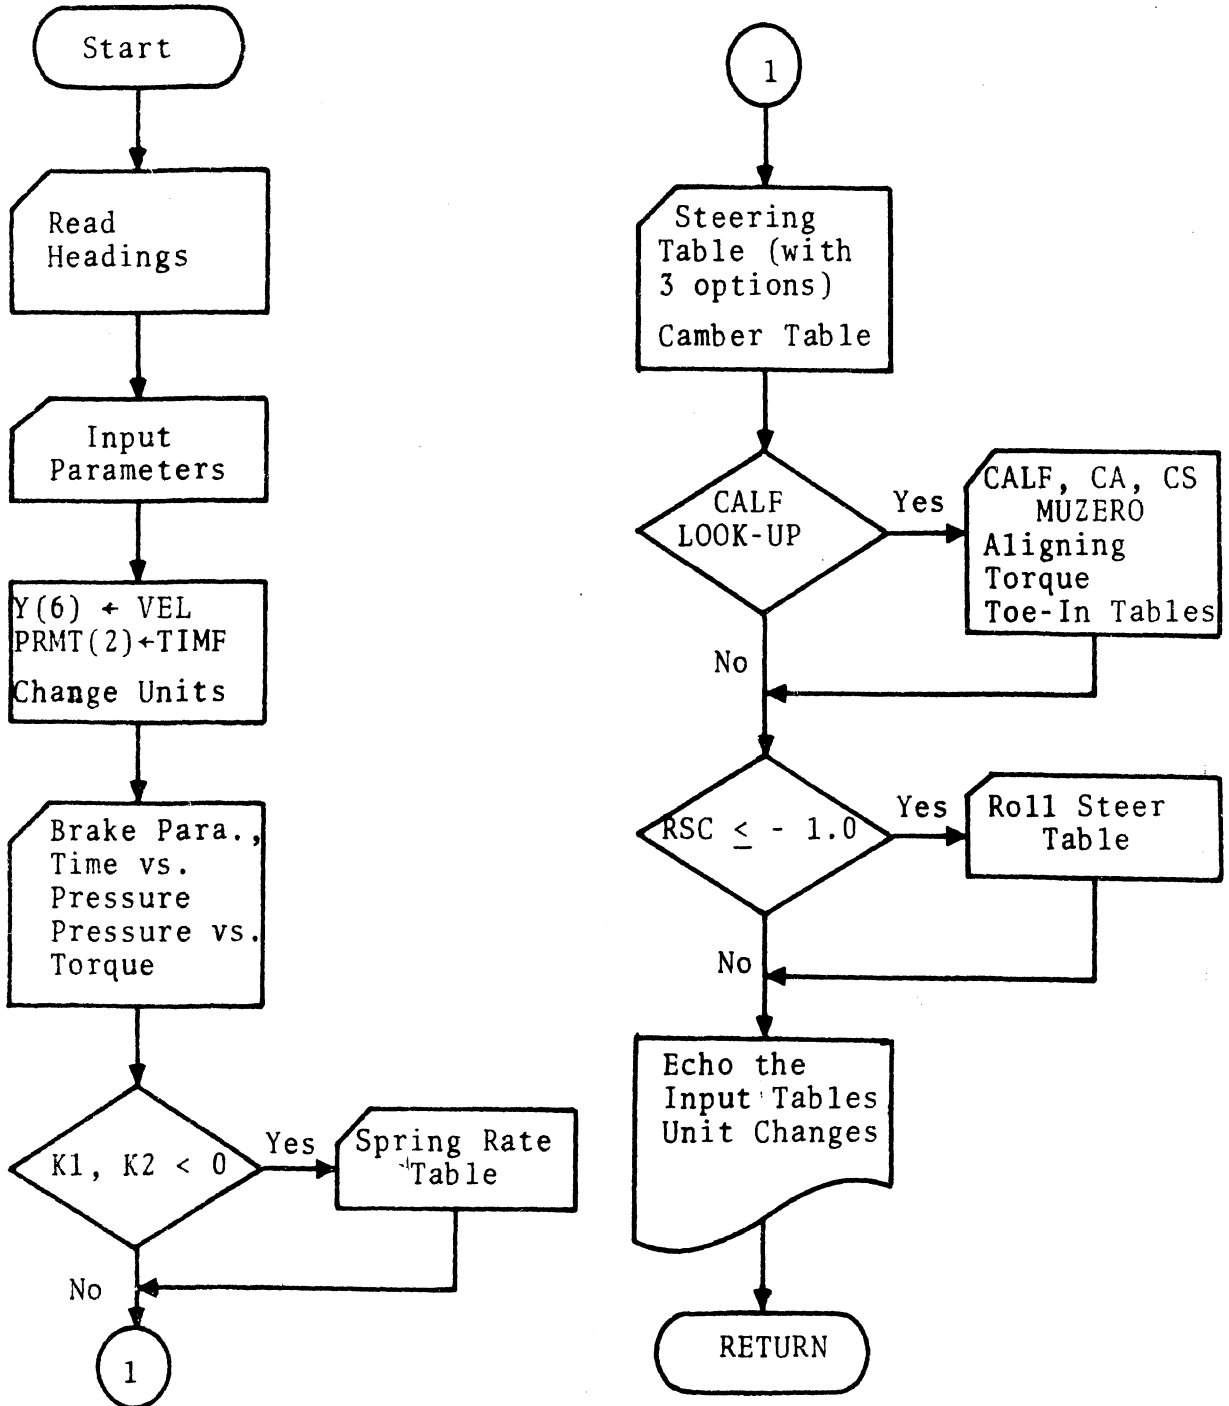 Start
Read
Headings
Input
Parameters
Y(6) ← VEL
PRMT(2)←TIMF
Change Units
Brake Para.,
Time vs.
Pressure
Pressure vs.
Torque
K1, K2 < 0
Yes
Spring Rate
Table
No
1
1
Steering
Table (with
3 options)
Camber Table
CALF
LOOK-UP
Yes
CALF, CA, CS
MUZERO
Aligning
Torque
Toe-In Tables
No
RSC ≤ - 1.0
Yes
Roll Steer
Table
No
Echo the
Input Tables
Unit Changes
RETURN